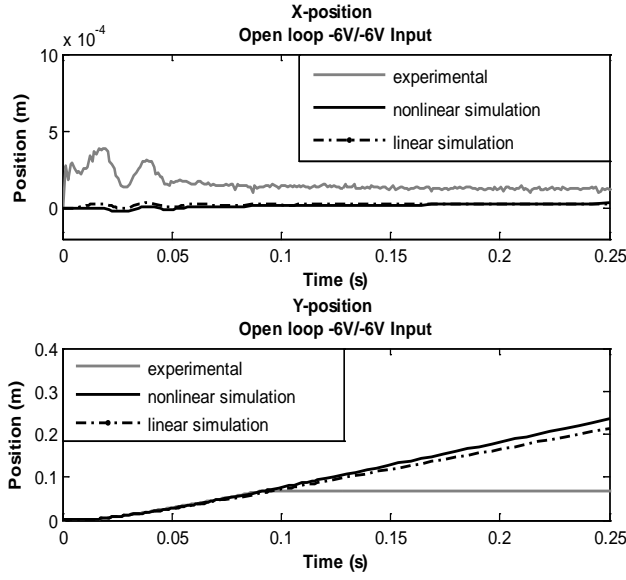 X-position
Open loop -6V/-6V Input
x 10-4
10
5
0
Position (m)
experimental
nonlinear simulation
linear simulation
0 0.05 0.1 0.15 0.2 0.25
Time (s)
Y-position
Open loop -6V/-6V Input
0.4
0.3
0.2
0.1
0
Position (m)
experimental
nonlinear simulation
linear simulation
0 0.05 0.1 0.15 0.2 0.25
Time (s)